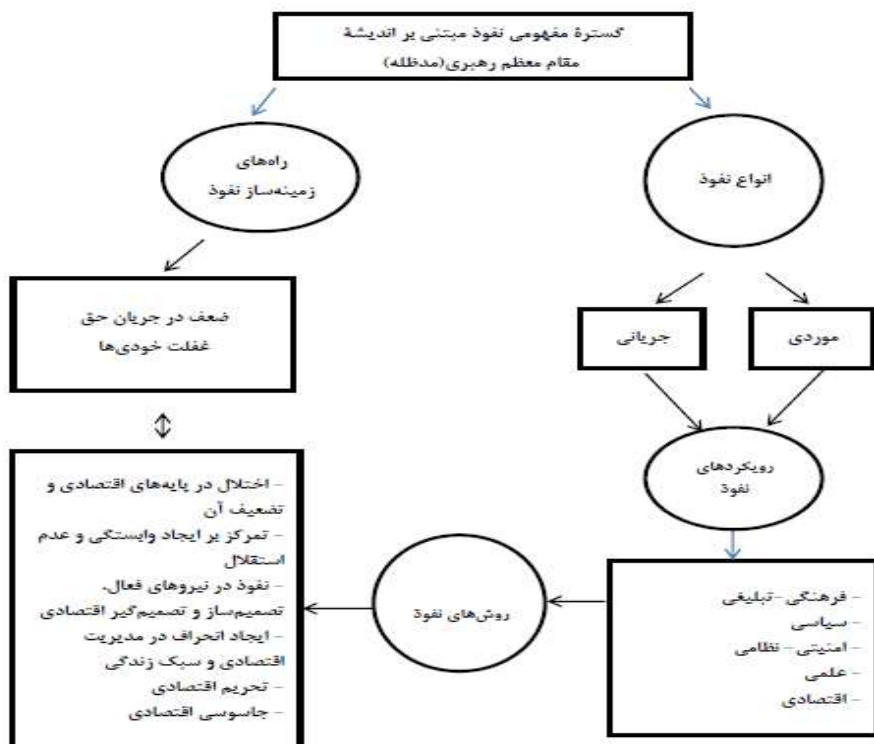 گسترهٔ مفهومی نفوذ مبتنی بر اندیشهٔ
مقام معظم رهبری(مدظله)
انواع نفوذ
راه‌های
زمینه‌ساز نفوذ
موردی
جریانی
ضعف در جریان حق
غفلت خودی‌ها
رویکردهای
نفوذ
- فرهنگی-تبلیغی
- سیاسی
- امنیتی- نظامی
- علمی
- اقتصادی
روش‌های نفوذ
- اختلال در پایه‌های اقتصادی و
تضعیف آن
- تمرکز بر ایجاد وابستگی و عدم
استقلال
- نفوذ در نیروهای فعال،
تصمیم‌ساز و تصمیم‌گیر اقتصادی
- ایجاد انحراف در مدیریت
اقتصادی و سبک زندگی
- تحریم اقتصادی
- جاسوسی اقتصادی